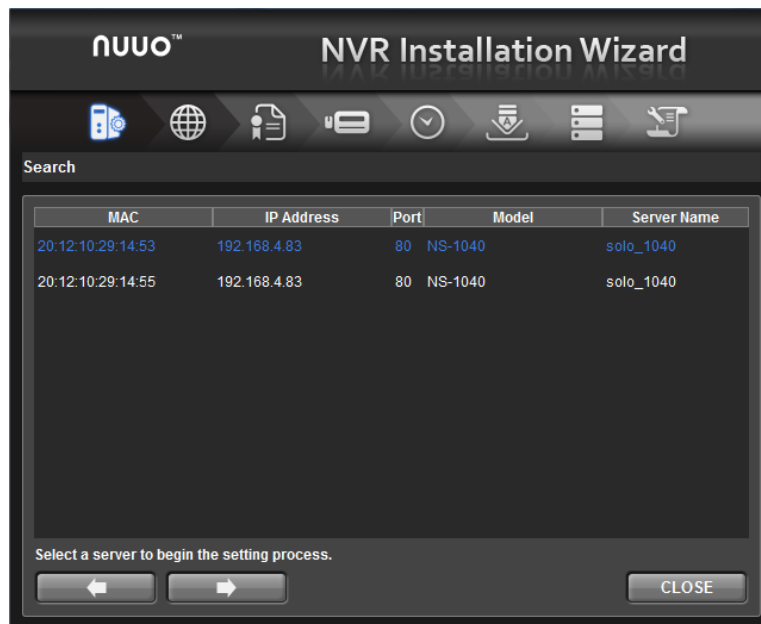 nuuo™ NVR Installation Wizard
Search
MAC IP Address Port Model Server Name
20:12:10:29:14:53 192.168.4.83 80 NS-1040 solo_1040
20:12:10:29:14:55 192.168.4.83 80 NS-1040 solo_1040
Select a server to begin the setting process.
CLOSE